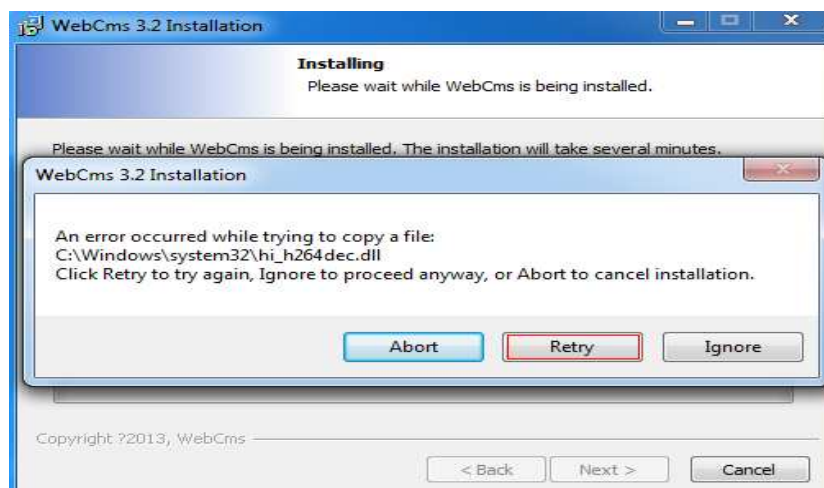 WebCms 3.2 Installation
Installing
Please wait while WebCms is being installed.
Please wait while WebCms is being installed. The installation will take several minutes.
WebCms 3.2 Installation
An error occurred while trying to copy a file:
C:\Windows\system32\hi_h264dec.dll
Click Retry to try again, Ignore to proceed anyway, or Abort to cancel installation.
Abort Retry Ignore
Copyright ?2013, WebCms
< Back Next > Cancel